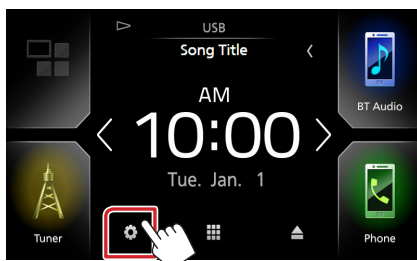 USB
Song Title
BT Audio
AM
10:00
Tue. Jan. 1
Tuner
Phone